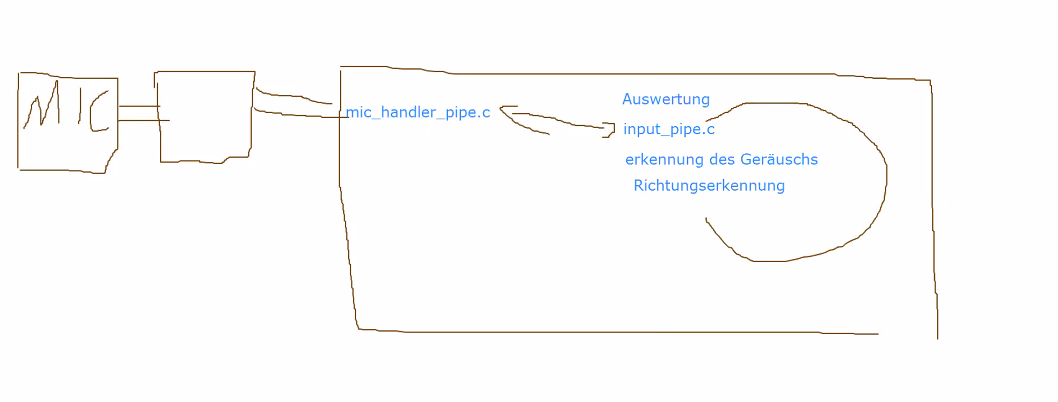 MIC
mic_handler_pipe.c
Auswertung
input_pipe.c
erkennung des Geräuschs
Richtungserkennung